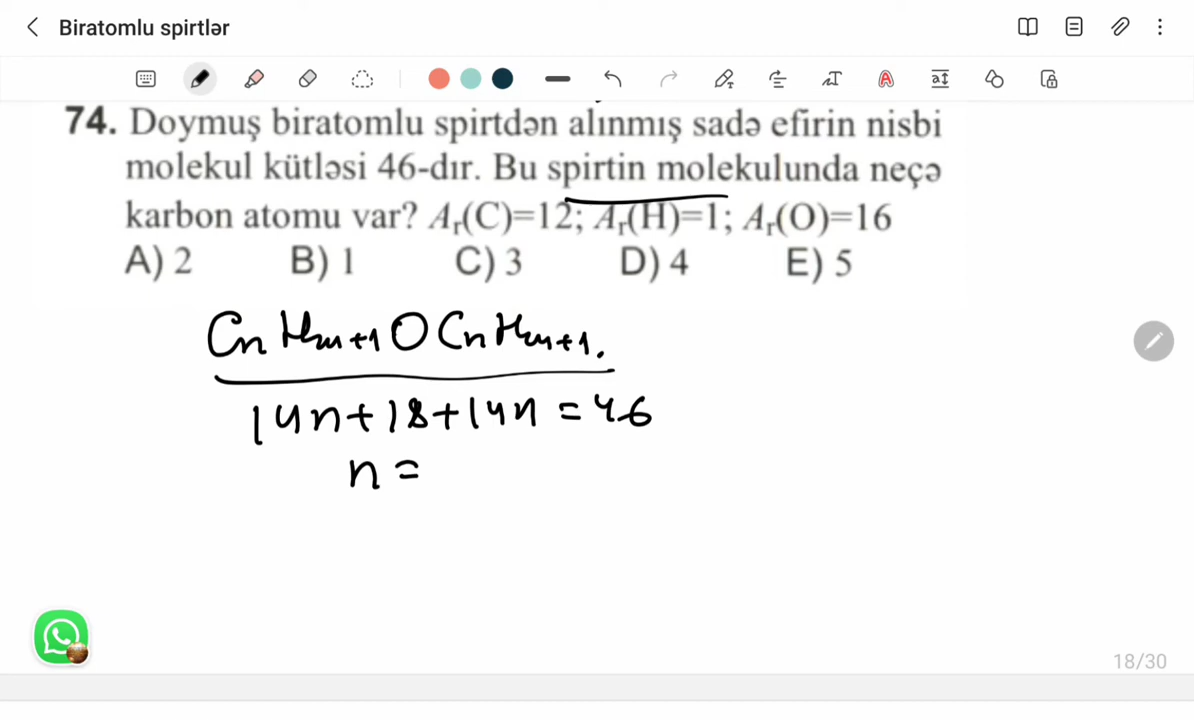 Biratomlu spirtlər
74. Doymuş biratomlu spirtdən alınmış sadə efirin nisbi
molekul kütləsi 46-dır. Bu spirtin molekulunda neçə
karbon atomu var? Aᵣ(C)=12; Aᵣ(H)=1; Aᵣ(O)=16
A) 2 B) 1 C) 3 D) 4 E) 5
CnH2n+1OCnH2n+1.
14n+18+14n=46
n=
18/30